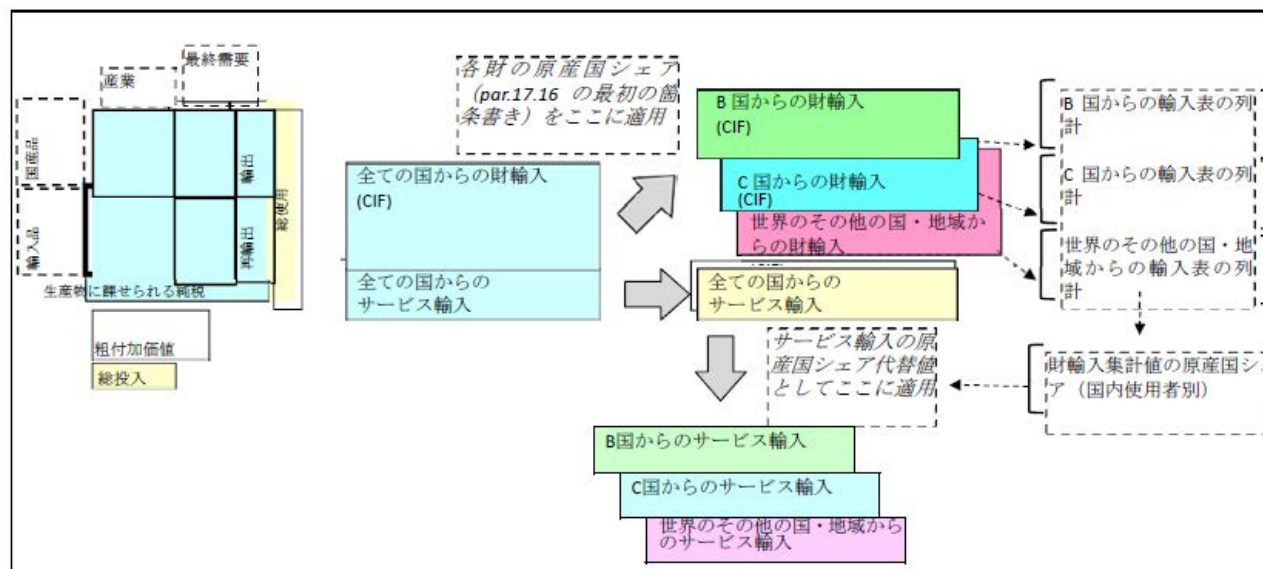 最終需要
産業
国産品
輸入品
輸出
再輸出
総使用
生産物に課せられる純税
粗付加価値
総投入
各財の原産国シェア
(par.17.16 の最初の箇
条書き) をここに適用
全ての国からの財輸入
(CIF)
全ての国からの
サービス輸入
B 国からの財輸入
(CIF)
C 国からの財輸入
(CIF)
世界のその他の国・地域か
らの財輸入
全ての国からの
サービス輸入
B 国からの輸入表の列
計
C 国からの輸入表の列
計
世界のその他の国・地
域からの輸入表の列
計
サービス輸入の原
産国シェア代替値
としてここに適用
財輸入集計値の原産国シェ
ア（国内使用者別）
B国からのサービス輸入
C国からのサービス輸入
世界のその他の国・地域から
のサービス輸入